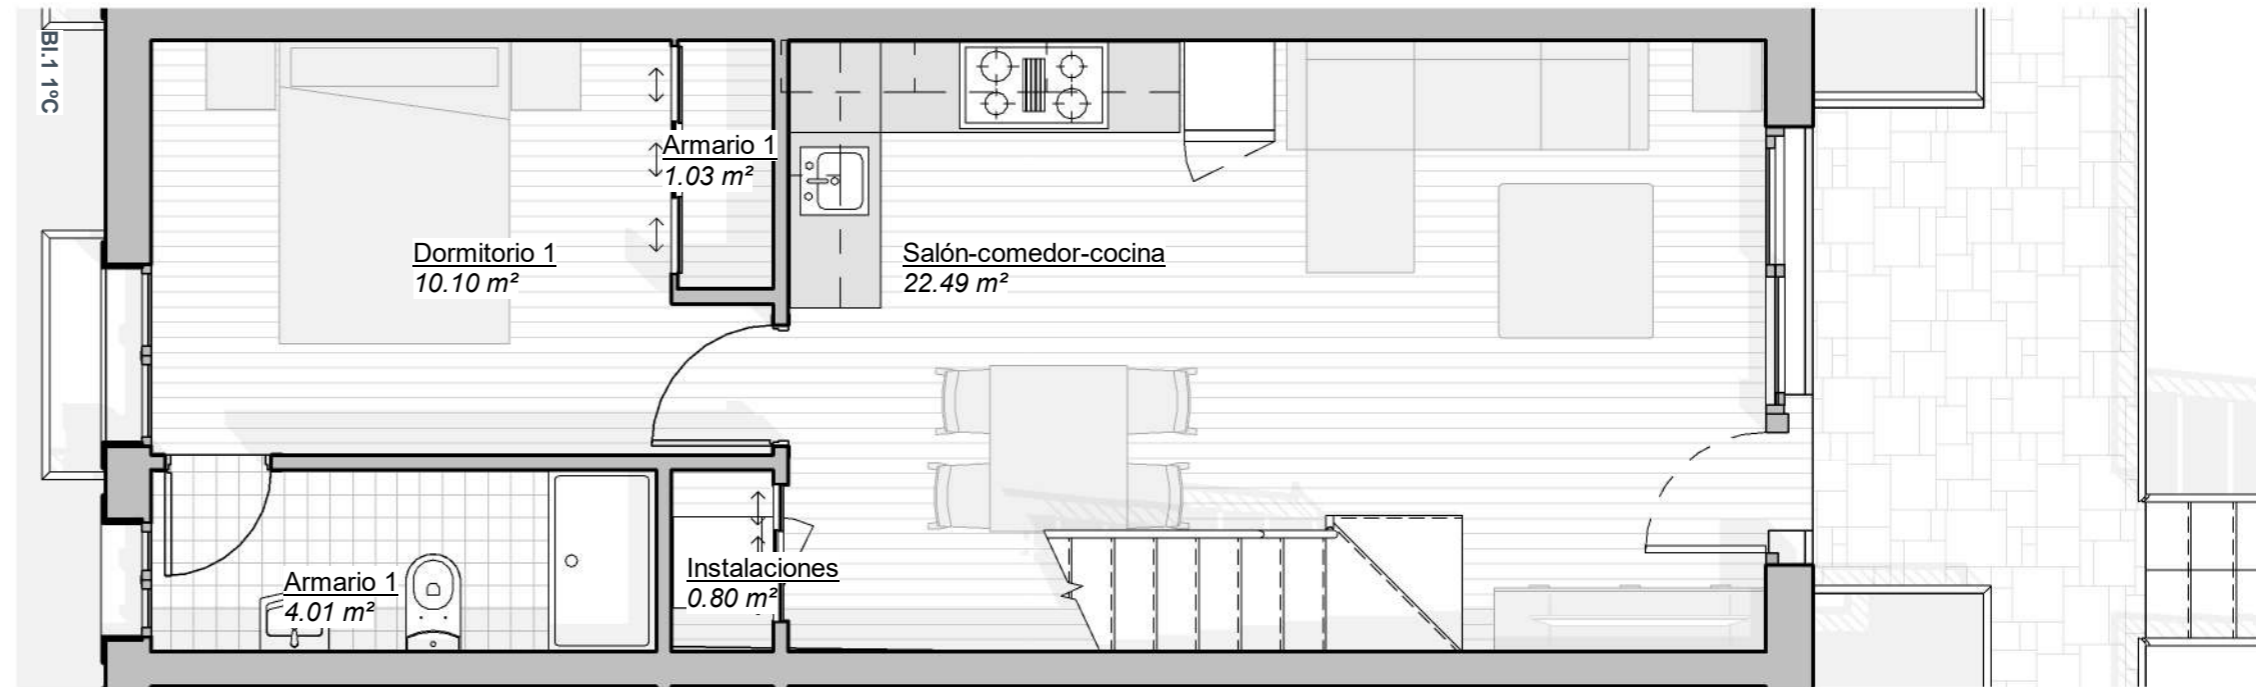 Bl.1 1ºC
Armario 1
1.03 m²
Dormitorio 1
10.10 m²
Salón-comedor-cocina
22.49 m²
Armario 1
4.01 m²
Instalaciones
0.80 m²